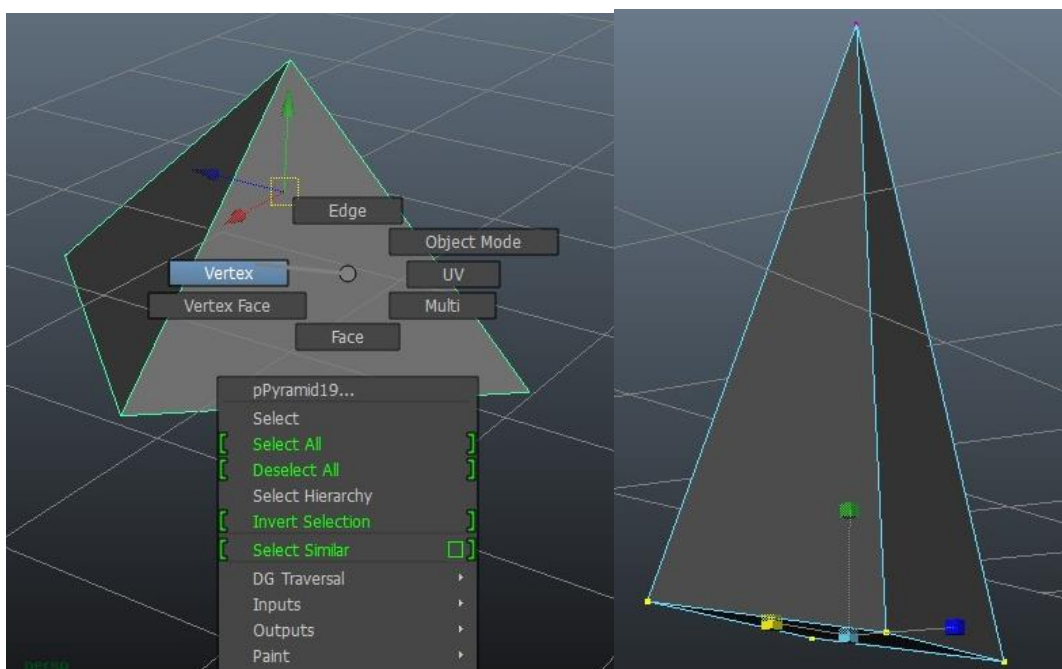 Edge
Object Mode
Vertex
UV
Vertex Face
Multi
Face
pPyramid19...
Select
Select All
Deselect All
Select Hierarchy
Invert Selection
Select Similar
DG Traversal
Inputs
Outputs
Paint
persp